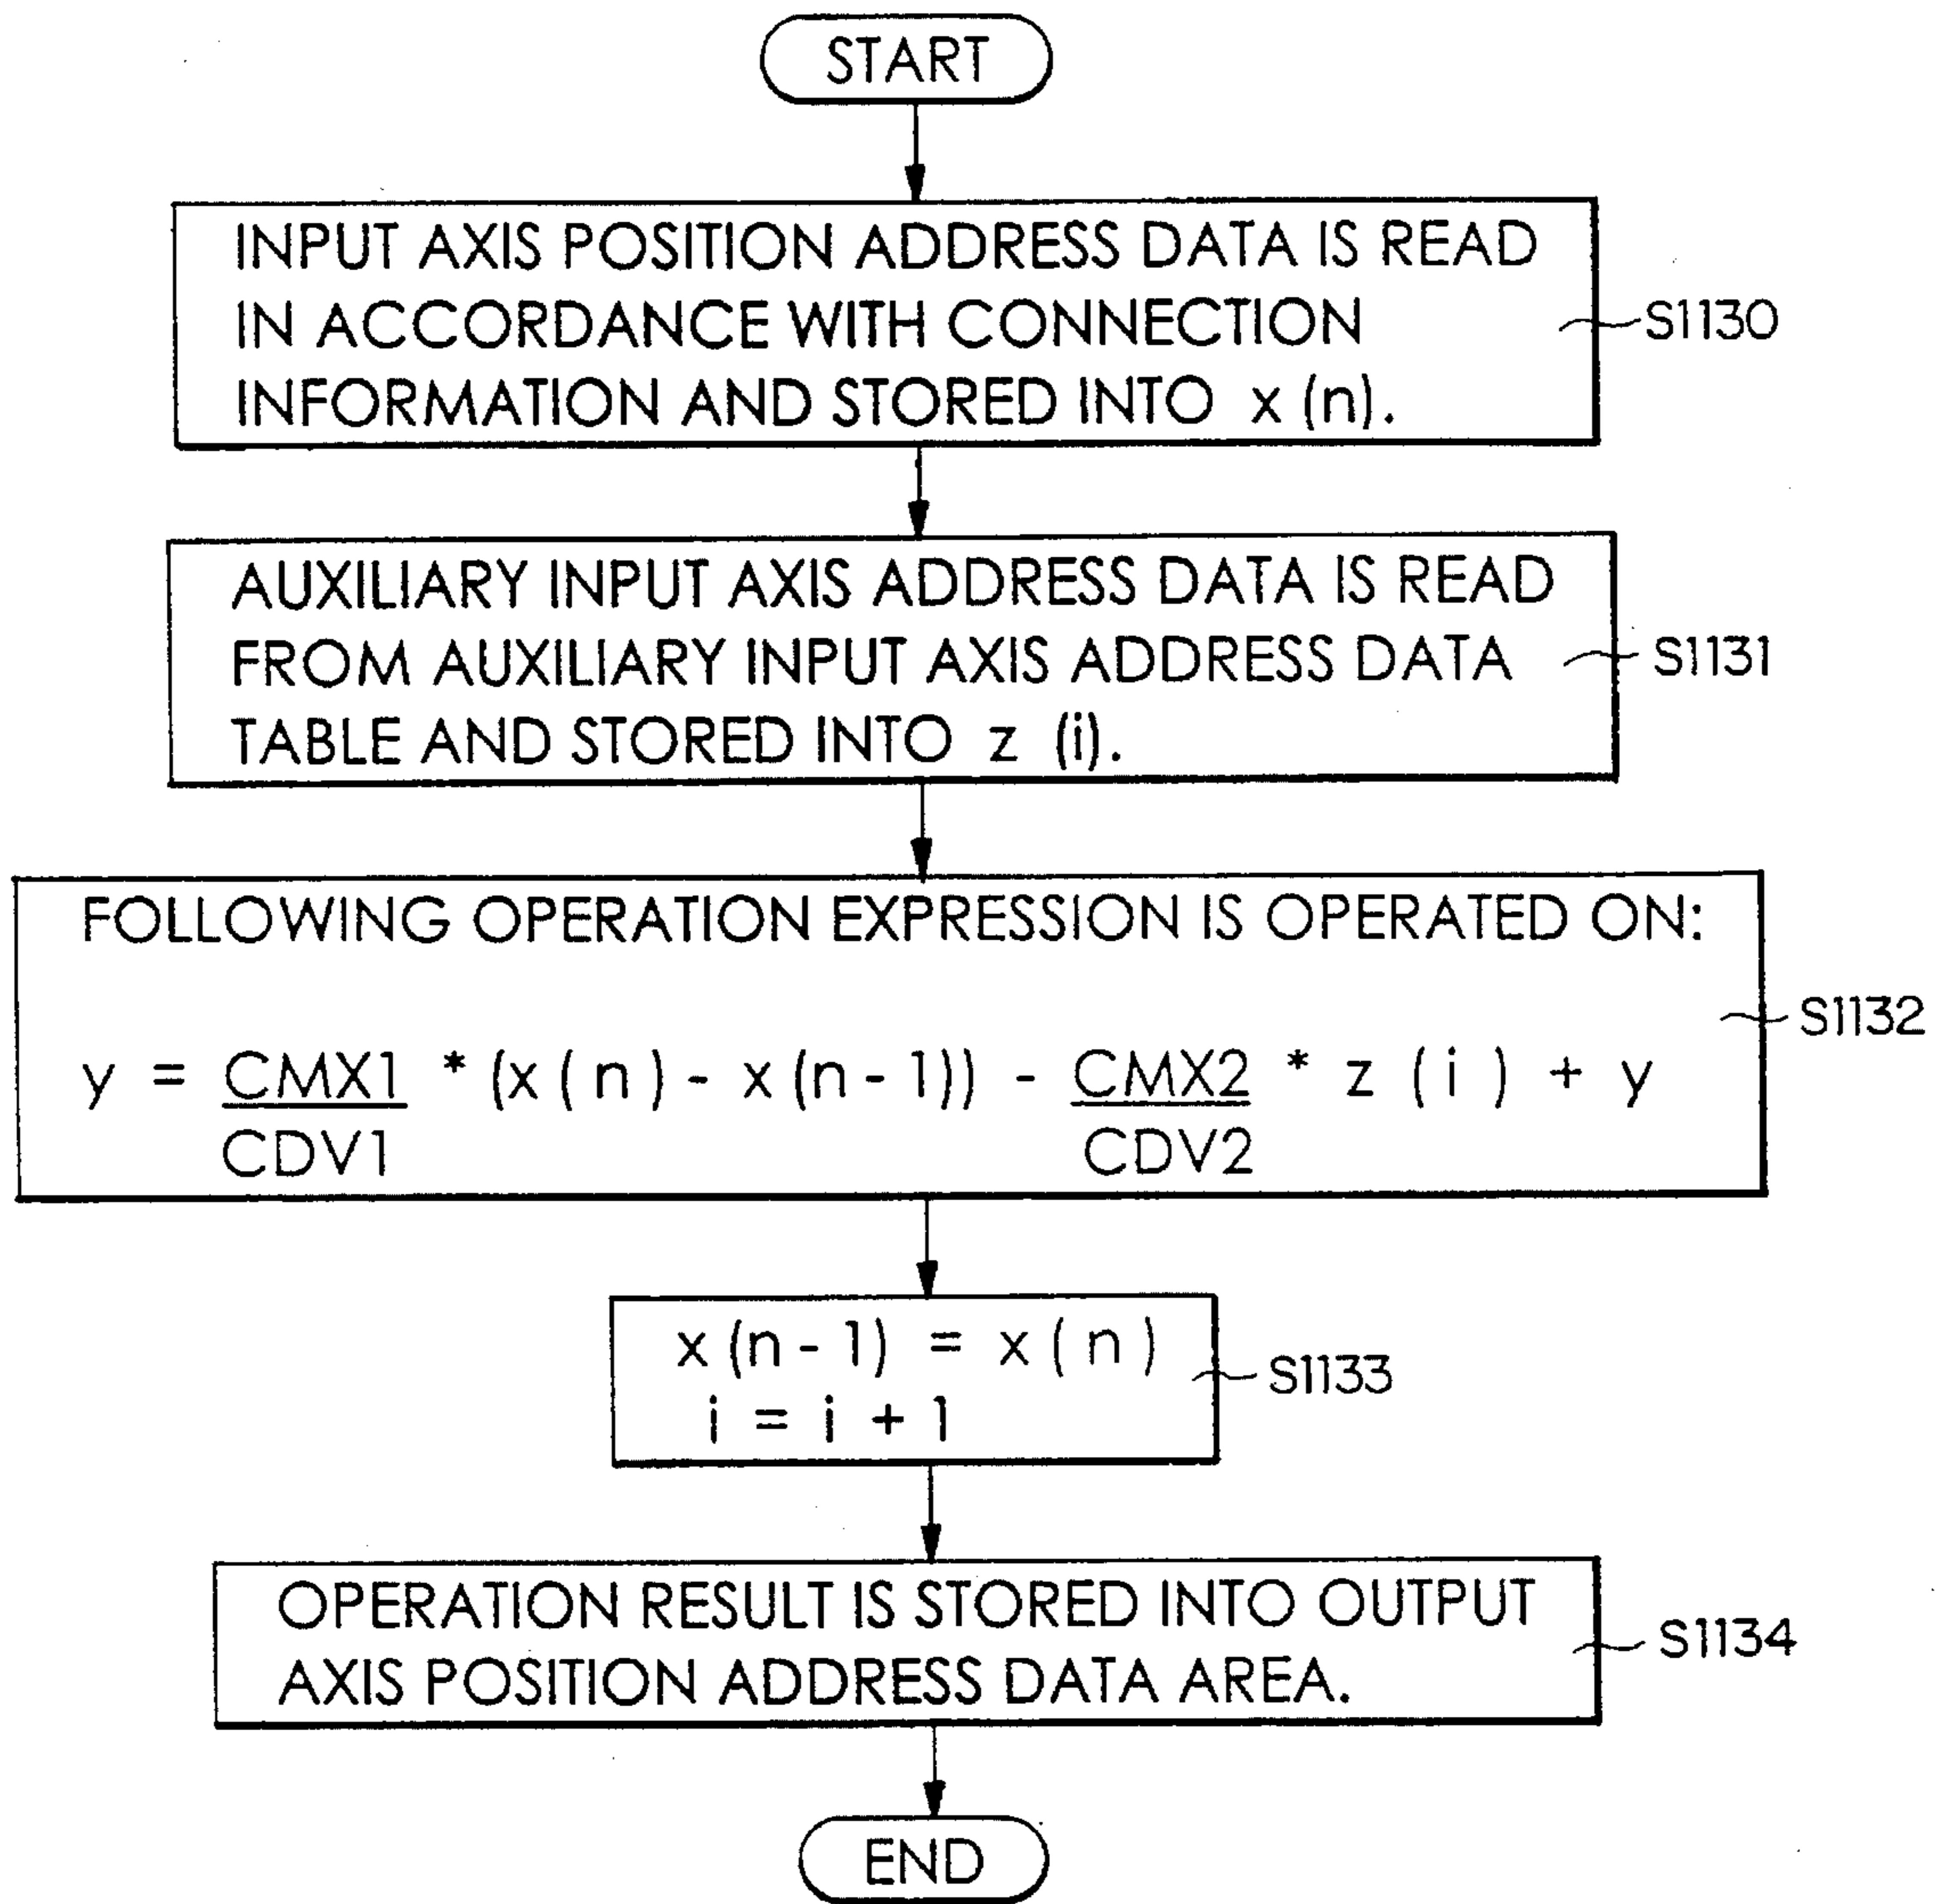 START
INPUT AXIS POSITION ADDRESS DATA IS READ
IN ACCORDANCE WITH CONNECTION
INFORMATION AND STORED INTO x (n).
S1130
AUXILIARY INPUT AXIS ADDRESS DATA IS READ
FROM AUXILIARY INPUT AXIS ADDRESS DATA
TABLE AND STORED INTO z (i).
S1131
FOLLOWING OPERATION EXPRESSION IS OPERATED ON:
y = CMX1 * (x ( n ) - x (n - 1)) - CMX2 * z ( i ) + y
CDV1 CDV2
S1132
x (n - 1) = x ( n )
i = i + 1
S1133
OPERATION RESULT IS STORED INTO OUTPUT
AXIS POSITION ADDRESS DATA AREA.
S1134
END